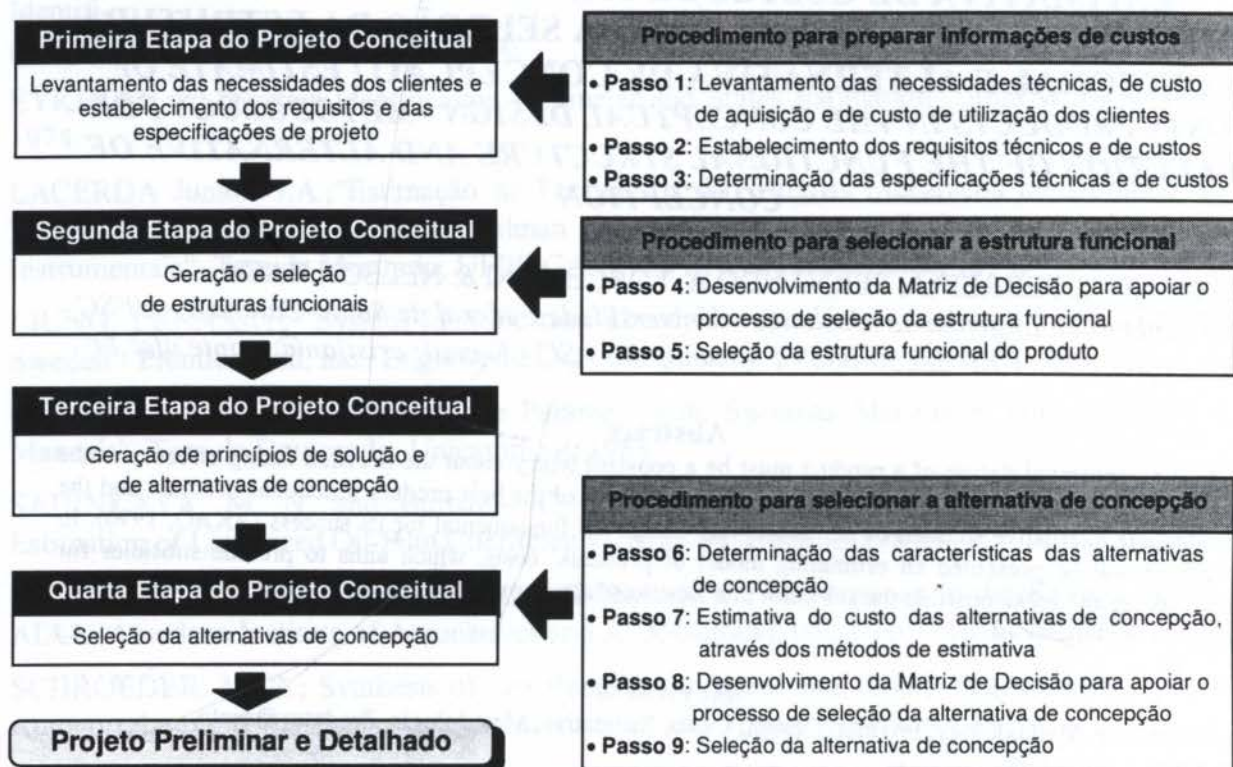 Primeira Etapa do Projeto Conceitual
Levantamento das necessidades dos clientes e
estabelecimento dos requisitos e das
especificações de projeto
Segunda Etapa do Projeto Conceitual
Geração e seleção
de estruturas funcionais
Terceira Etapa do Projeto Conceitual
Geração de princípios de solução e
de alternativas de concepção
Quarta Etapa do Projeto Conceitual
Seleção da alternativas de concepção
Projeto Preliminar e Detalhado
Procedimento para preparar informações de custos
• Passo 1: Levantamento das necessidades técnicas, de custo
de aquisição e de custo de utilização dos clientes
• Passo 2: Estabelecimento dos requisitos técnicos e de custos
• Passo 3: Determinação das especificações técnicas e de custos
Procedimento para selecionar a estrutura funcional
• Passo 4: Desenvolvimento da Matriz de Decisão para apoiar o
processo de seleção da estrutura funcional
• Passo 5: Seleção da estrutura funcional do produto
Procedimento para selecionar a alternativa de concepção
• Passo 6: Determinação das características das alternativas
de concepção
• Passo 7: Estimativa do custo das alternativas de concepção,
através dos métodos de estimativa
• Passo 8: Desenvolvimento da Matriz de Decisão para apoiar o
processo de seleção da alternativa de concepção
• Passo 9: Seleção da alternativa de concepção